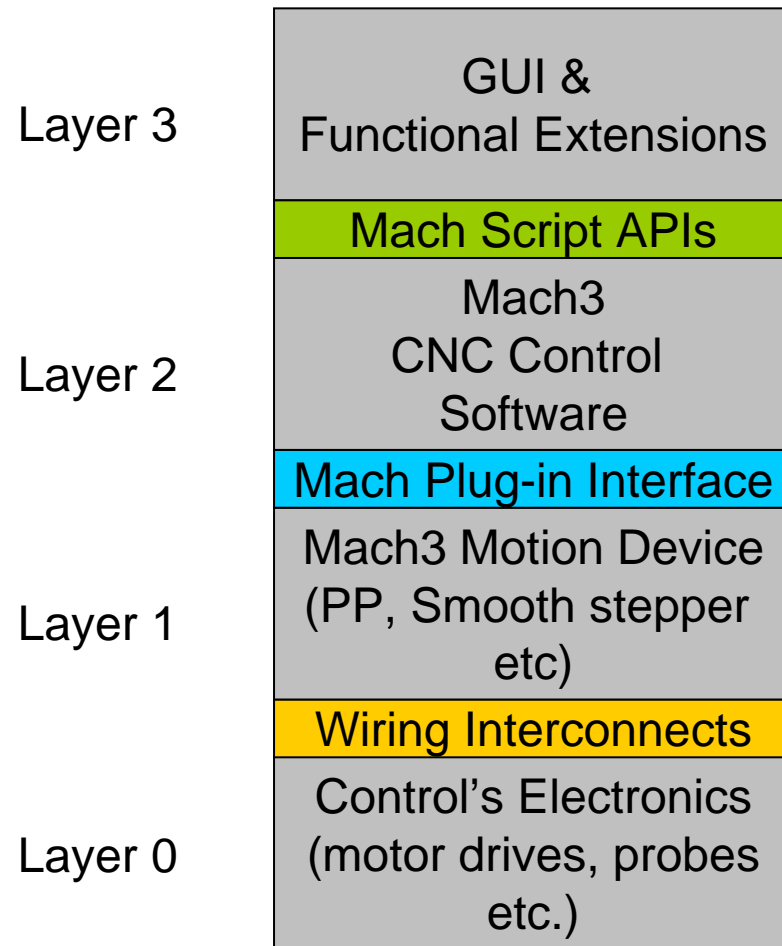 Layer 3
GUI &
Functional Extensions
Mach Script APIs
Layer 2
Mach3
CNC Control
Software
Mach Plug-in Interface
Layer 1
Mach3 Motion Device
(PP, Smooth stepper
etc)
Wiring Interconnects
Layer 0
Control's Electronics
(motor drives, probes
etc.)